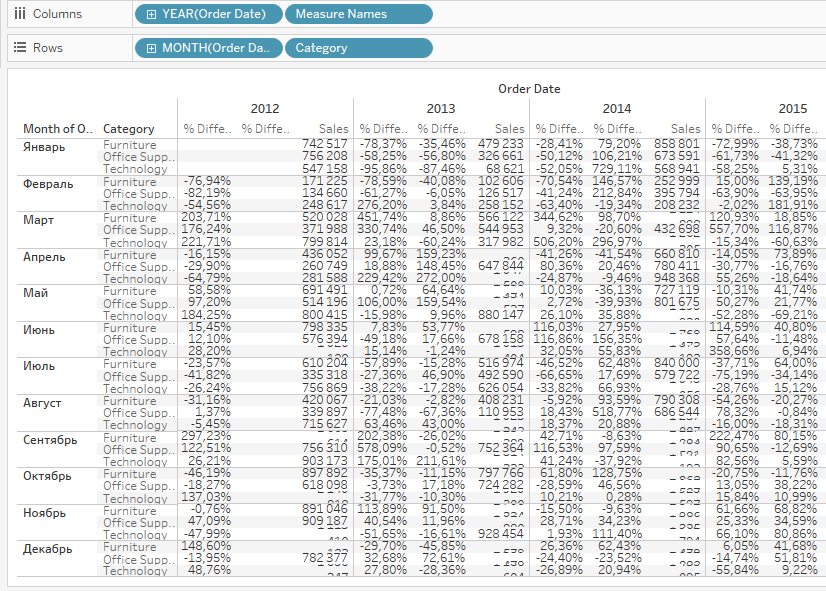 Columns YEAR(Order Date) Measure Names
Rows MONTH(Order Da.. Category
Order Date
2012 2013 2014 2015
Month of O.. Category % Diffe.. % Diffe.. Sales % Diffe.. % Diffe.. Sales % Diffe.. % Diffe.. Sales % Diffe.. % Diffe..
Январь Furniture 742 517 -78,37% -35,46% 479 233 -28,41% 79,20% 858 801 -72,99% -38,73%
Office Supp.. 756 208 -58,25% -56,80% 326 661 -50,12% 106,21% 673 591 -61,73% -41,32%
Technology 547 158 -95,86% -87,46% 68 621 -52,05% 729,11% 568 941 -58,25% 5,31%
Февраль Furniture -76,94% 171 225 -78,59% -40,08% 102 606 -70,54% 146,57% 252 999 15,00% 139,19%
Office Supp.. -82,19% 134 660 -61,27% -6,05% 126 517 -41,24% 212,84% 395 794 -63,90% -63,95%
Technology -54,56% 248 617 276,20% 3,84% 258 152 -63,40% -19,34% 208 232 -2,02% 181,91%
Март Furniture 203,71% 520 028 451,74% 8,86% 566 122 344,62% 98,70% 120,93% 18,85%
Office Supp.. 176,24% 371 988 330,74% 46,50% 544 953 9,32% -20,60% 432 698 557,70% 116,87%
Technology 221,71% 799 814 23,18% -60,24% 317 982 506,20% 296,97% -15,34% -60,63%
Апрель Furniture -16,15% 436 052 99,67% 159,23% -41,26% -41,54% 660 810 -14,05% 73,89%
Office Supp.. -29,90% 260 749 18,88% 148,45% 647 844 80,36% 20,46% 780 411 -30,77% -16,76%
Technology -64,79% 281 588 229,42% 272,00% -24,87% -9,46% 948 368 55,26% -18,64%
Май Furniture 58,58% 691 491 0,72% 64,64% 10,03% -36,13% 727 119 -10,31% 41,74%
Office Supp.. 97,20% 514 196 106,00% 159,54% 2,72% -39,93% 801 675 50,27% 21,77%
Technology 184,25% 800 415 -15,98% 9,96% 880 147 26,10% 35,88% -52,28% -69,21%
Июнь Furniture 15,45% 798 335 7,83% 53,77% 116,03% 27,95% 114,59% 40,80%
Office Supp.. 12,10% 576 394 -49,18% 17,66% 678 158 116,86% 156,35% 57,64% -11,48%
Technology 28,20% 15,14% -1,24% 32,05% 55,83% 358,66% 6,94%
Июль Furniture -23,57% 610 204 -57,89% -15,28% 516 974 -46,52% 62,48% 840 000 -37,71% 64,00%
Office Supp.. -41,82% 335 318 -27,36% 46,90% 492 590 -66,65% 17,69% 579 722 -75,19% -34,14%
Technology -26,24% 756 869 -38,22% -17,28% 626 054 -33,82% 66,93% -28,76% 15,12%
Август Furniture -31,16% 420 067 -21,03% -2,82% 408 231 -5,92% 93,59% 790 308 -54,26% -20,27%
Office Supp.. 1,37% 339 897 -77,48% -67,36% 110 953 18,43% 518,77% 686 544 78,32% -0,84%
Technology -5,45% 715 627 63,46% 43,00% 18,37% 20,88% -16,00% -18,31%
Сентябрь Furniture 297,23% 202,38% -26,02% 42,71% -8,63% 222,47% 80,15%
Office Supp.. 122,51% 756 310 578,09% -0,52% 752 364 116,53% 97,59% 90,65% -12,69%
Technology 26,21% 903 173 175,01% 211,61% 41,24% -37,92% 82,56% 5,59%
Октябрь Furniture -46,19% 897 892 -35,37% -11,15% 797 766 61,80% 128,75% -20,75% -11,76%
Office Supp.. -18,27% 618 098 -3,73% 17,18% 724 282 -28,59% 46,56% 13,05% 38,22%
Technology 137,03% -31,77% -10,30% 10,21% 0,28% 15,84% 10,99%
Ноябрь Furniture -0,76% 891 046 113,89% 91,50% -15,50% -9,63% 61,66% 68,82%
Office Supp.. 47,09% 909 187 40,54% 11,96% 28,71% 34,23% 25,33% 34,59%
Technology -47,99% -51,65% -16,61% 928 454 1,93% 111,40% 66,10% 80,86%
Декабрь Furniture 148,60% -29,70% -45,85% 26,36% 62,43% 6,05% 41,68%
Office Supp.. -13,95% 782 377 32,68% 72,61% -24,40% -23,52% -14,74% 51,81%
Technology 48,76% 27,80% -28,36% -26,89% 20,94% -55,84% 9,22%